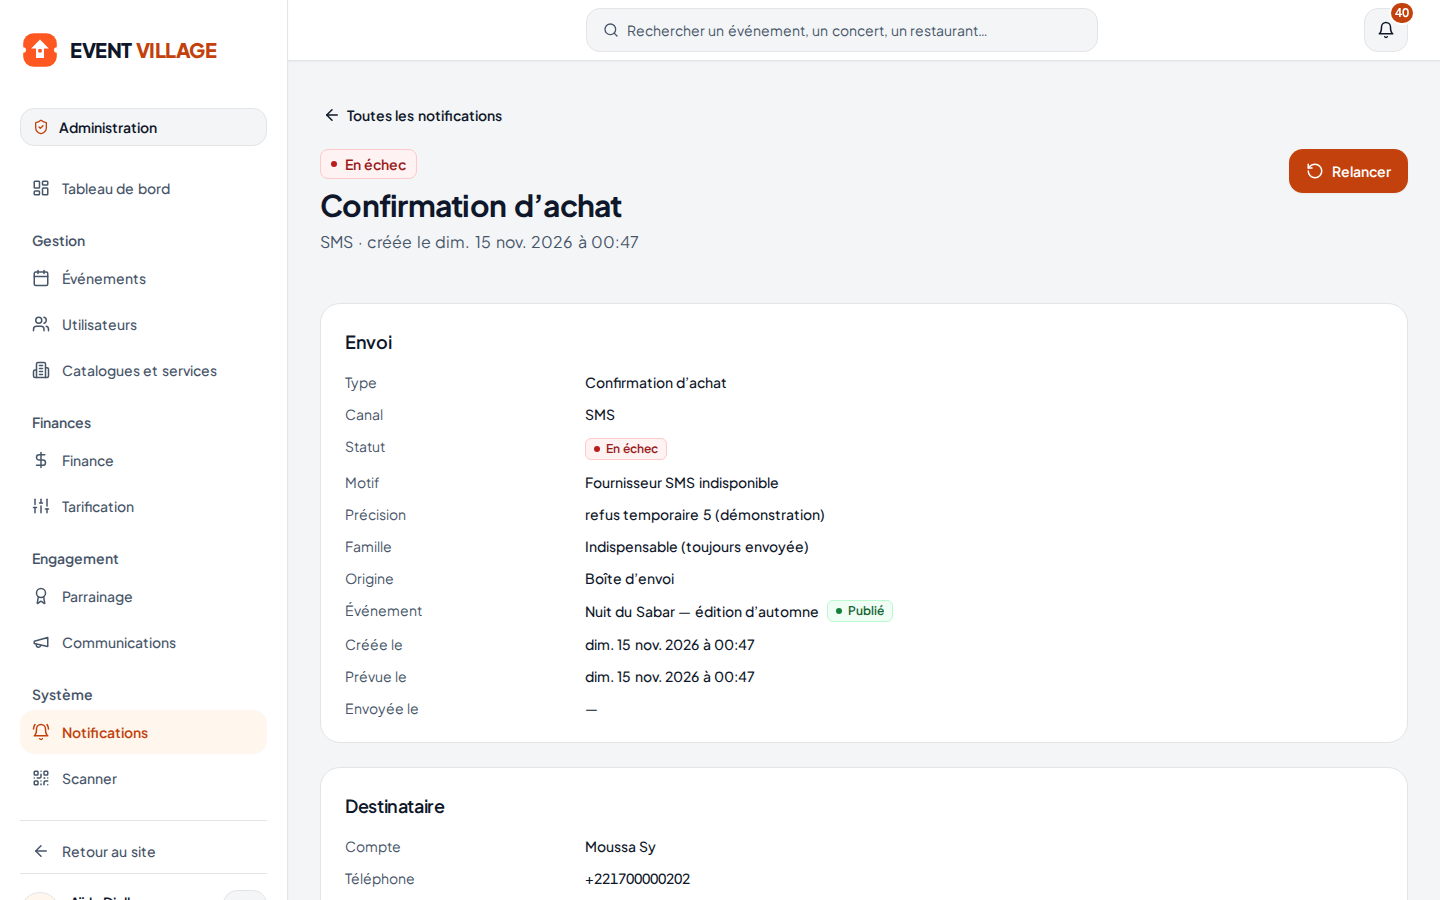 EVENT VILLAGE
Rechercher un événement, un concert, un restaurant…
40
Administration
Tableau de bord
Gestion
Événements
Utilisateurs
Catalogues et services
Finances
Finance
Tarification
Engagement
Parrainage
Communications
Système
Notifications
Scanner
Retour au site
Toutes les notifications
En échec
Confirmation d’achat
SMS · créée le dim. 15 nov. 2026 à 00:47
Relancer
Envoi
Type Confirmation d’achat
Canal SMS
Statut En échec
Motif Fournisseur SMS indisponible
Précision refus temporaire 5 (démonstration)
Famille Indispensable (toujours envoyée)
Origine Boîte d’envoi
Événement Nuit du Sabar — édition d’automne Publié
Créée le dim. 15 nov. 2026 à 00:47
Prévue le dim. 15 nov. 2026 à 00:47
Envoyée le —
Destinataire
Compte Moussa Sy
Téléphone +221700000202